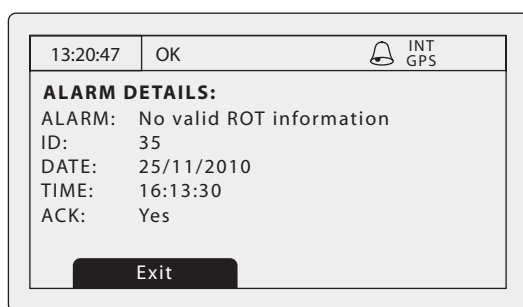 13:20:47 OK INT
GPS
ALARM DETAILS:
ALARM: No valid ROT information
ID: 35
DATE: 25/11/2010
TIME: 16:13:30
ACK: Yes
Exit